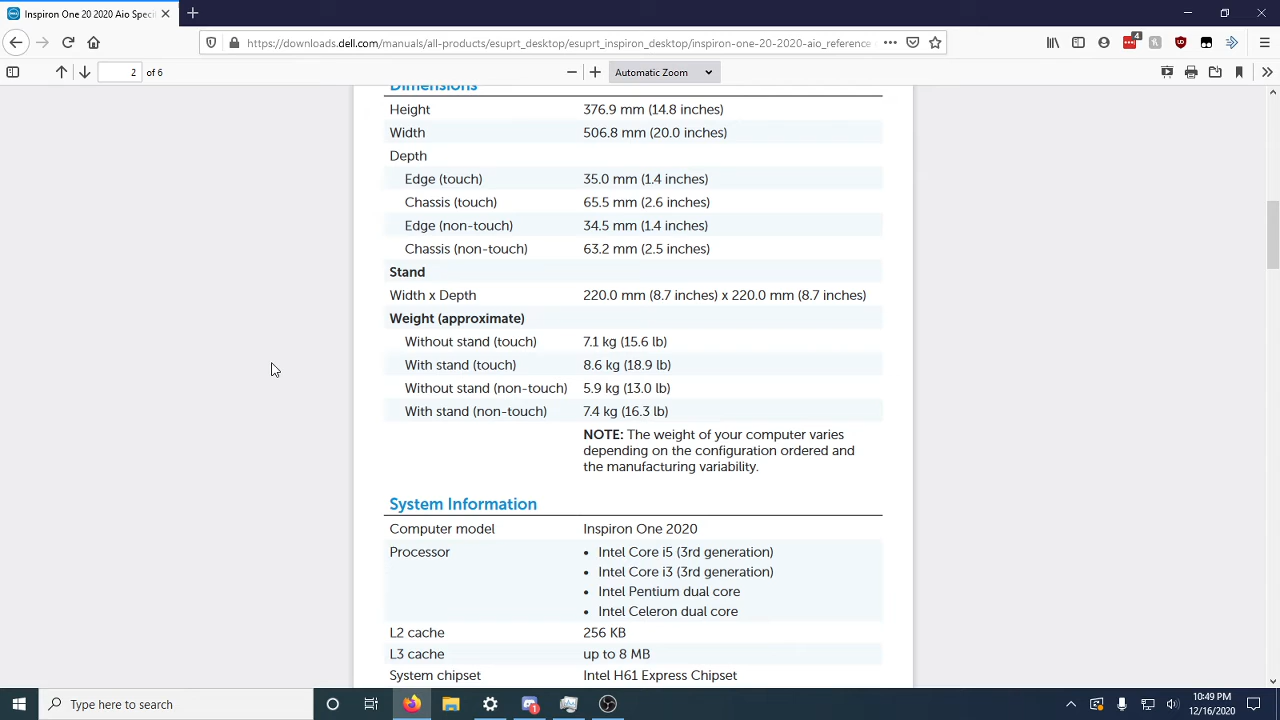 Inspiron One 20 2020 Aio Speci
https://downloads.dell.com/manuals/all-products/esuprt_desktop/esuprt_inspiron_desktop/inspiron-one-20-2020-aio_reference
4
2 of 6
Automatic Zoom
Dimensions
Height 376.9 mm (14.8 inches)
Width 506.8 mm (20.0 inches)
Depth
Edge (touch) 35.0 mm (1.4 inches)
Chassis (touch) 65.5 mm (2.6 inches)
Edge (non-touch) 34.5 mm (1.4 inches)
Chassis (non-touch) 63.2 mm (2.5 inches)
Stand
Width x Depth 220.0 mm (8.7 inches) x 220.0 mm (8.7 inches)
Weight (approximate)
Without stand (touch) 7.1 kg (15.6 lb)
With stand (touch) 8.6 kg (18.9 lb)
Without stand (non-touch) 5.9 kg (13.0 lb)
With stand (non-touch) 7.4 kg (16.3 lb)
NOTE: The weight of your computer varies
depending on the configuration ordered and
the manufacturing variability.
System Information
Computer model Inspiron One 2020
Processor • Intel Core i5 (3rd generation)
• Intel Core i3 (3rd generation)
• Intel Pentium dual core
• Intel Celeron dual core
L2 cache 256 KB
L3 cache up to 8 MB
System chipset Intel H61 Express Chipset
Type here to search
10:49 PM
12/16/2020